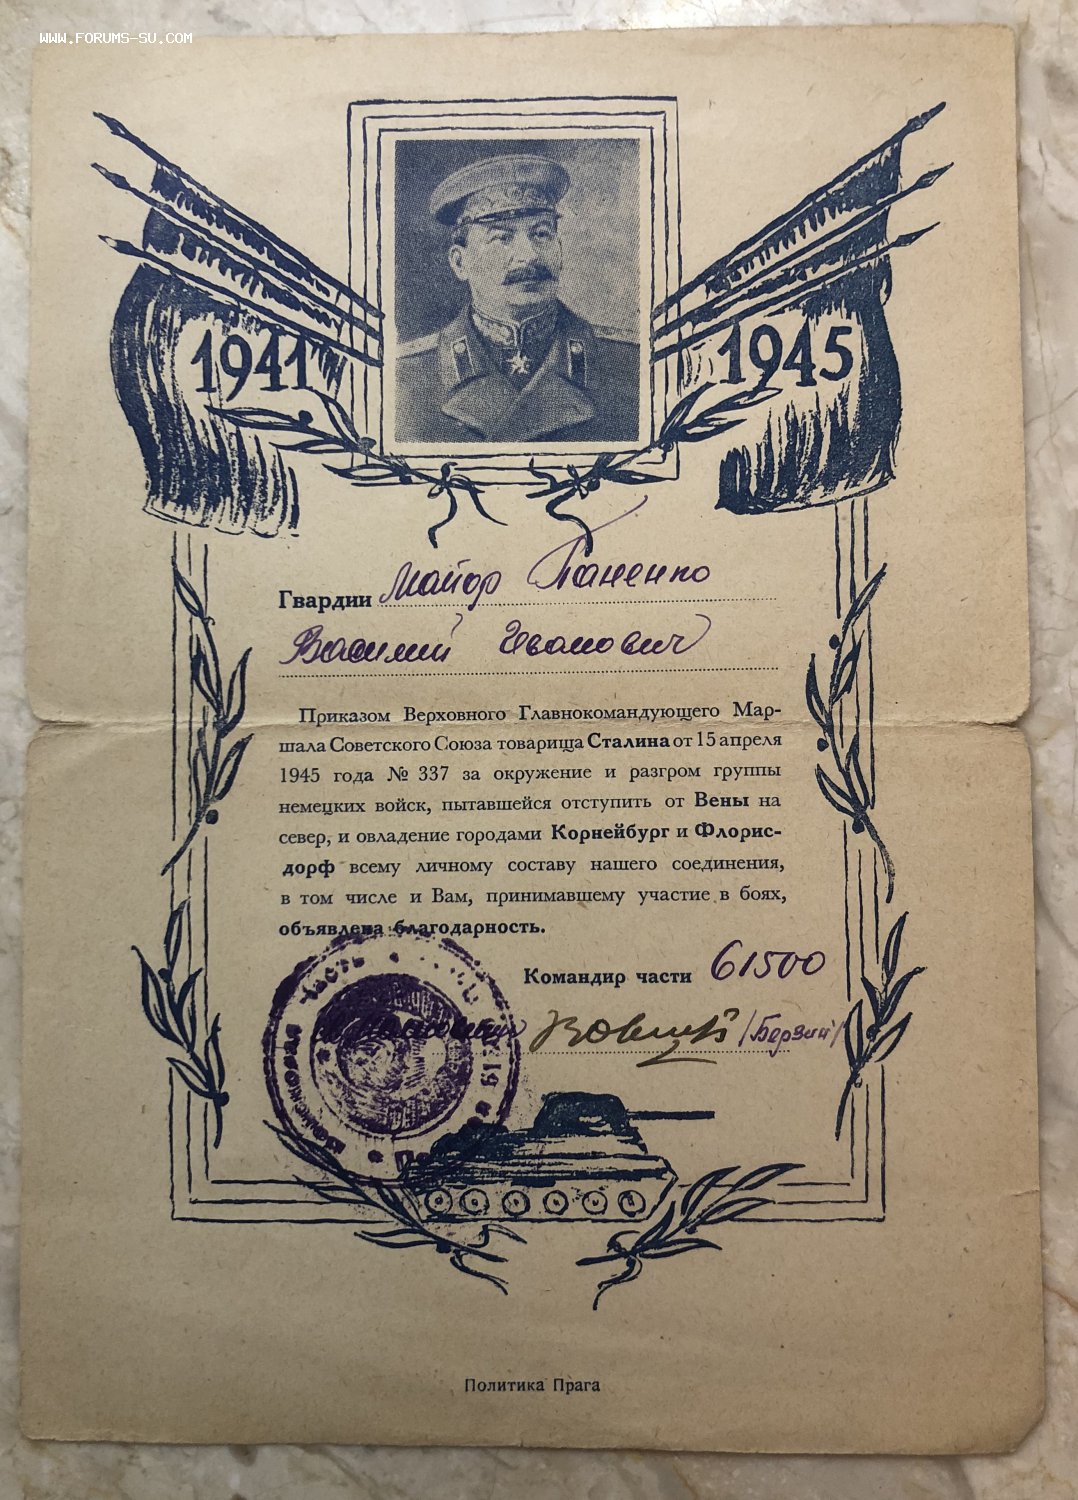 WWW.FORUMS-SU.COM
1941
1945
Гвардии Майор Паненко
Василий Иванович
Приказом Верховного Главнокомандующего Мар-
шала Советского Союза товарища Сталина от 15 апреля
1945 года № 337 за окружение и разгром группы
немецких войск, пытавшейся отступить от Вены на
север, и овладение городами Корнейбург и Флорис-
дорф всему личному составу нашего соединения,
в том числе и Вам, принимавшему участие в боях,
объявлена благодарность.
Командир части 61500
/Берзин/
часть
Политика Прага